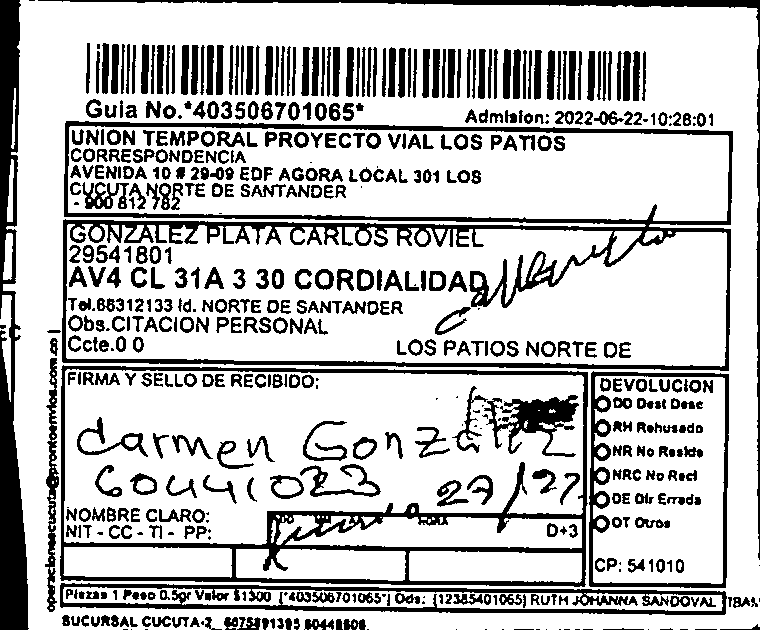 Guia No.*403506701065*
Admision: 2022-06-22-10:28:01
UNION TEMPORAL PROYECTO VIAL LOS PATIOS
CORRESPONDENCIA
AVENIDA 10 # 29-09 EDF AGORA LOCAL 301 LOS
CUCUTA NORTE DE SANTANDER
- 900 812 782
GONZALEZ PLATA CARLOS ROVIEL
29541801
AV4 CL 31A 3 30 CORDIALIDAD
Tel.66312133 Id. NORTE DE SANTANDER
Obs.CITACION PERSONAL
Ccte.0 0
LOS PATIOS NORTE DE
FIRMA Y SELLO DE RECIBIDO:
Carmen Gonzalez
60441023 27/
NOMBRE CLARO:
NIT - CC - TI - PP:
HORA
D+3
DEVOLUCION
DD Dest Desc
RH Rehusado
NR No Reside
NRC No Recl
DE Dir Errada
OT Otros
CP: 541010
operacionescucuta@prontoenvios.com.co
Piezas 1 Peso 0.5gr Valor $1300 (*403506701065*) Ods: (12385401065) RUTH JOHANNA SANDOVAL
SUCURSAL CUCUTA-2